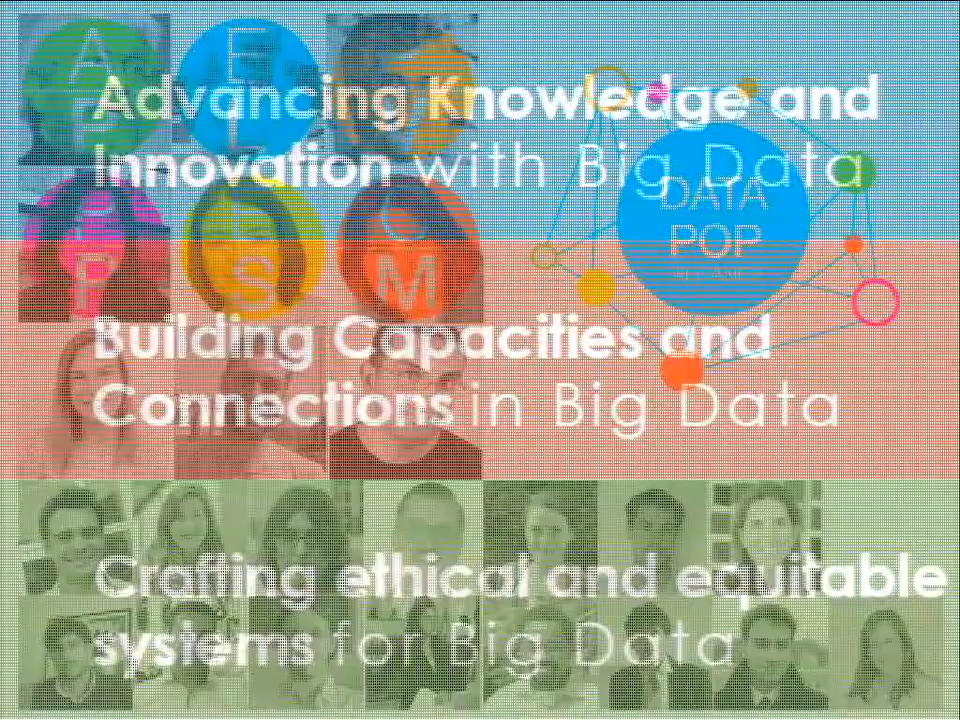 Advancing Knowledge and
Innovation with Big Data
DATA
POP
Building Capacities and
Connections in Big Data
Crafting ethical and equitable
systems for Big Data